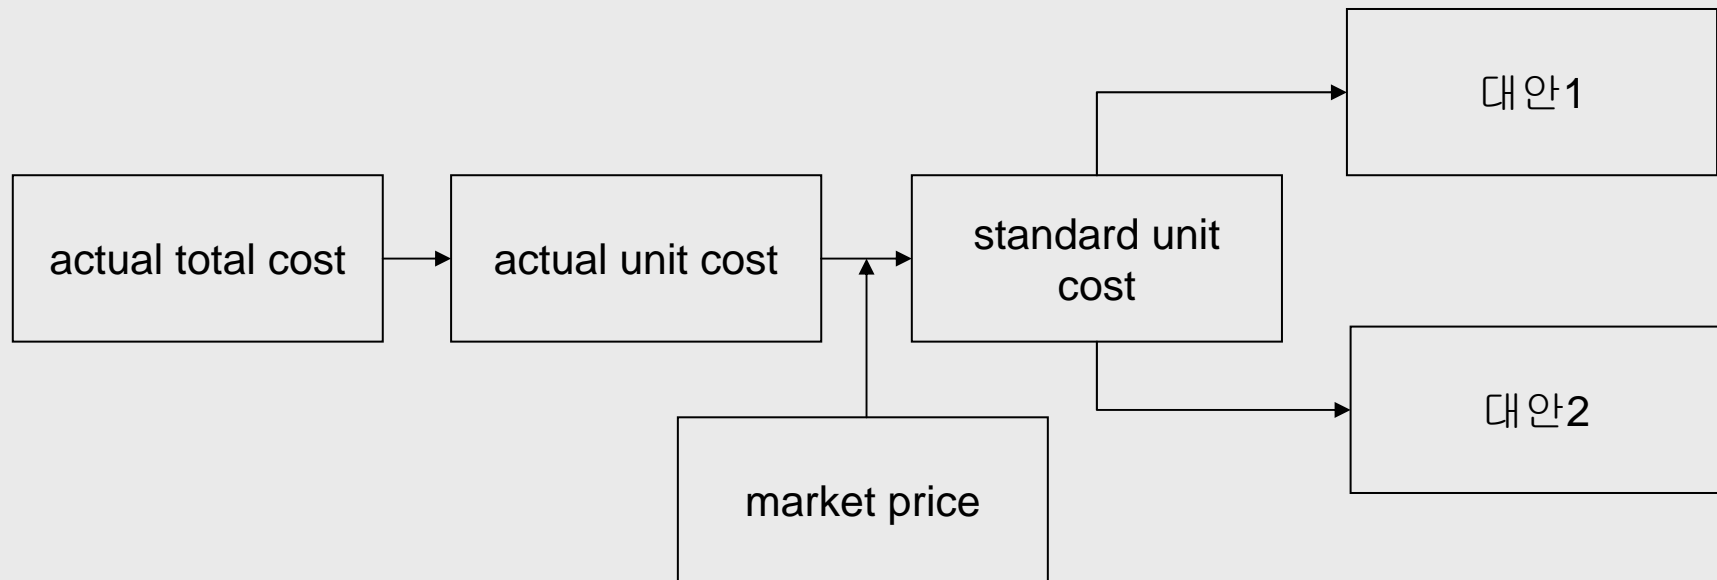 대안1
actual total cost
actual unit cost
standard unit
cost
대안2
market price